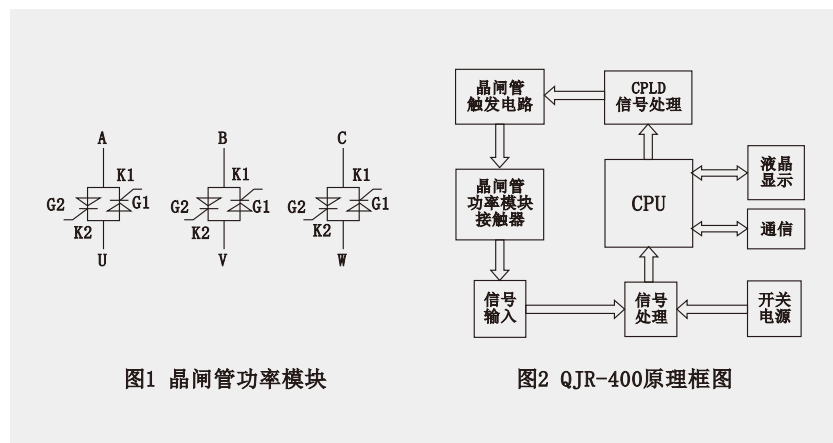 A
K1
G2
G1
K2
U
B
K1
G2
G1
K2
V
C
K1
G2
G1
K2
W
图1 晶闸管功率模块
晶闸管
触发电路
CPLD
信号处理
晶闸管
功率模块
接触器
CPU
液晶
显示
通信
信号
输入
信号
处理
开关
电源
图2 QJR-400原理框图